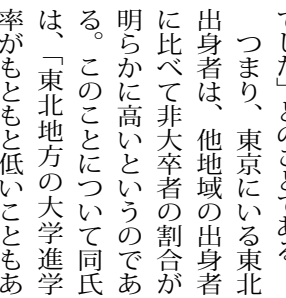 でした」とのことである。
つまり、東京にいる東北
出身者は、他地域の出身者
に比べて非大卒者の割合が
明らかに高いというのであ
る。このことについて同氏
は、「東北地方の大学進学
率がもともと低いこともあ